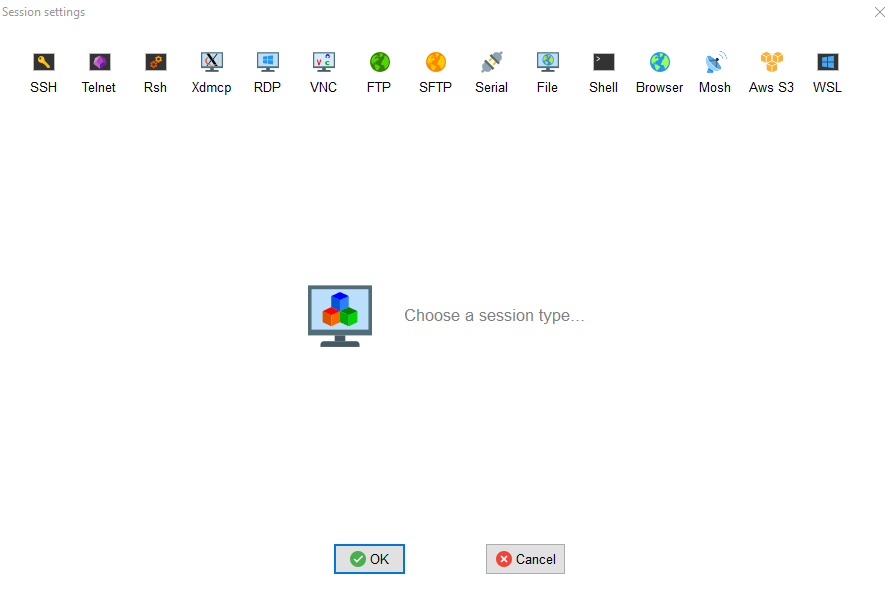 Session settings
SSH Telnet Rsh Xdmcp RDP VNC FTP SFTP Serial File Shell Browser Mosh Aws S3 WSL
Choose a session type...
OK Cancel